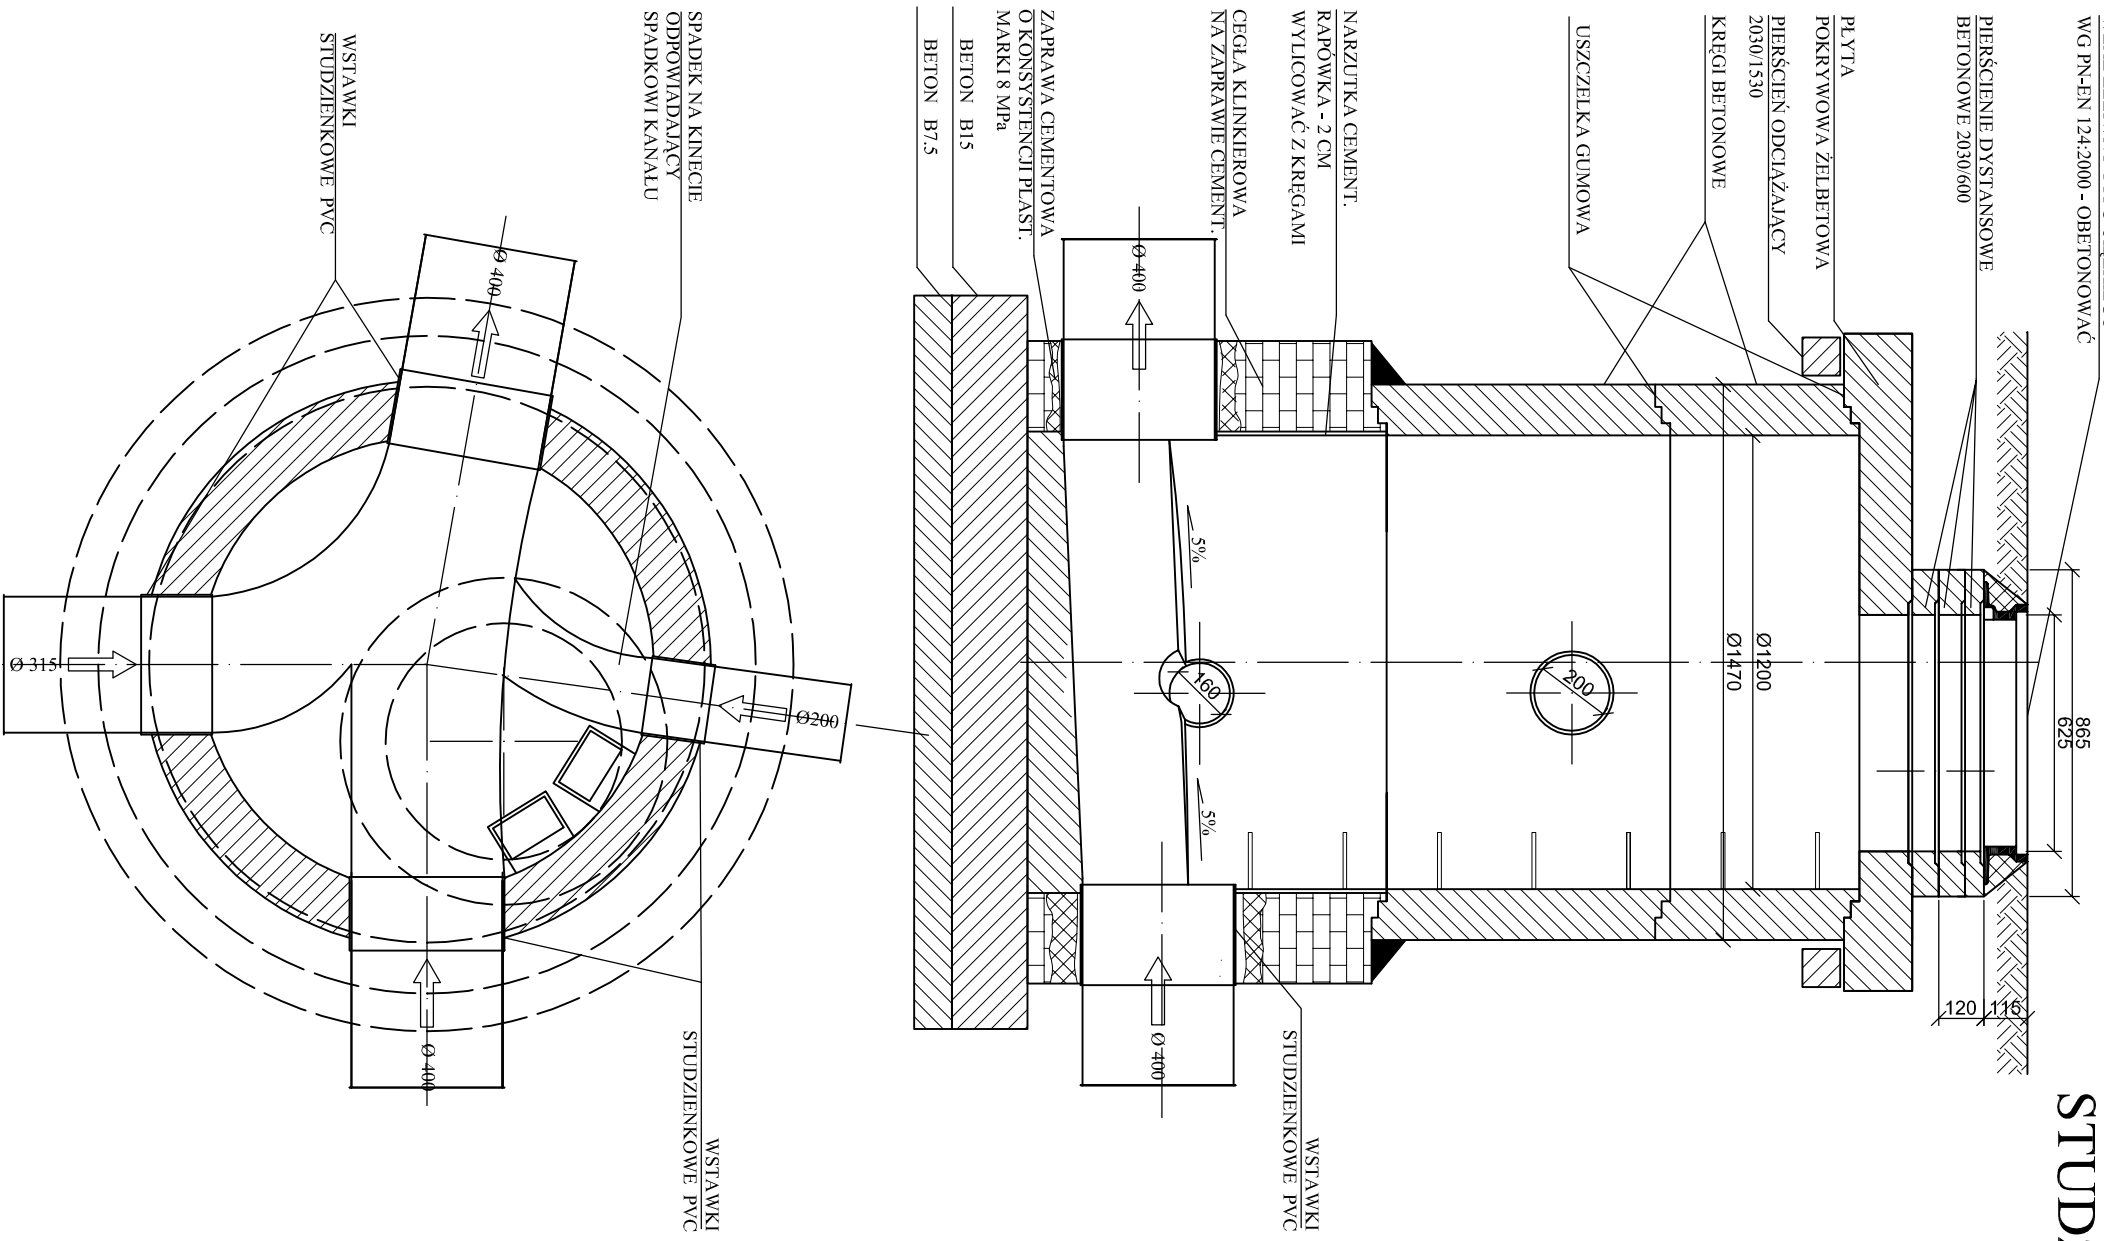 STUDZ
WG PN-EN 124:2000 - OBETONOWAĆ
PIERŚCIENIE DYSTANSOWE
BETONOWE 2030/600
PŁYTA
POKRYWOWA ŻELBETOWA
PIERŚCIEŃ ODCIĄŻAJĄCY
2030/1530
KRĘGI BETONOWE
USZCZELKA GUMOWA
NARZUTKA CEMENT.
RAPÓWKA - 2 CM
WYLICOWAĆ Z KRĘGAMI
CEGŁA KLINKIEROWA
NA ZAPRAWIE CEMENT.
ZAPRAWA CEMENTOWA
O KONSYSTENCJI PLAST.
MARKI 8 MPa
BETON B15
BETON B7.5
865
625
120
115
Ø1200
Ø1470
200
160
5%
5%
Ø 400
Ø 400
WSTAWKI
STUDZIENKOWE PVC
SPADEK NA KINECIE
ODPOWIADAJĄCY
SPADKOWI KANAŁU
WSTAWKI
STUDZIENKOWE PVC
Ø 400
Ø200
Ø 315
Ø 400
WSTAWKI
STUDZIENKOWE PVC